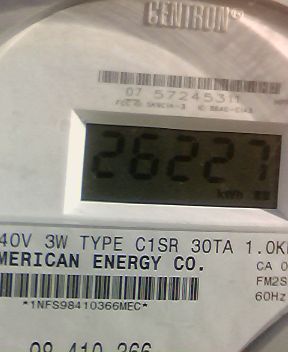 CENTRON®
07 57245311
26227
kWh
40V 3W TYPE C1SR 30TA 1.0K
MERICAN ENERGY CO.
CA 0
FM2S
60Hz
*1NFS98410366MEC*
98 410 366